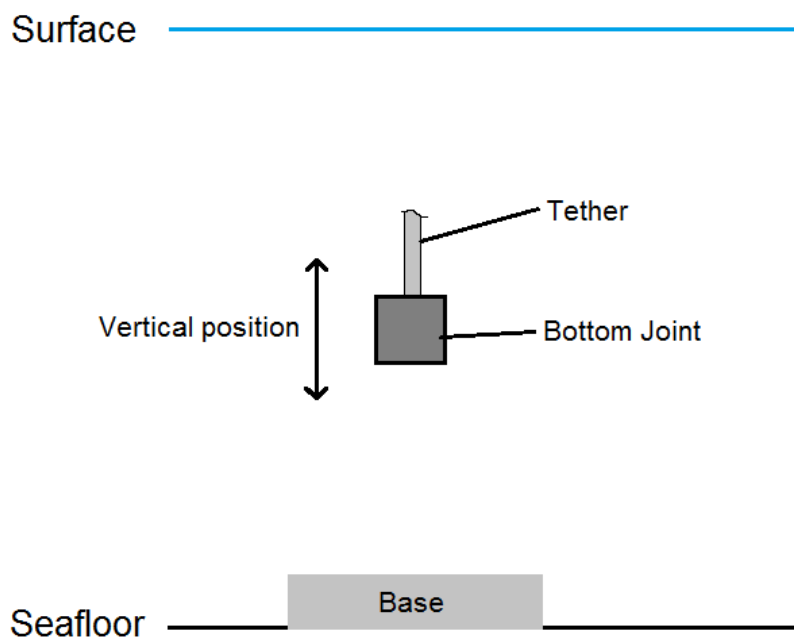 Surface
Tether
Vertical position
Bottom Joint
Base
Seafloor